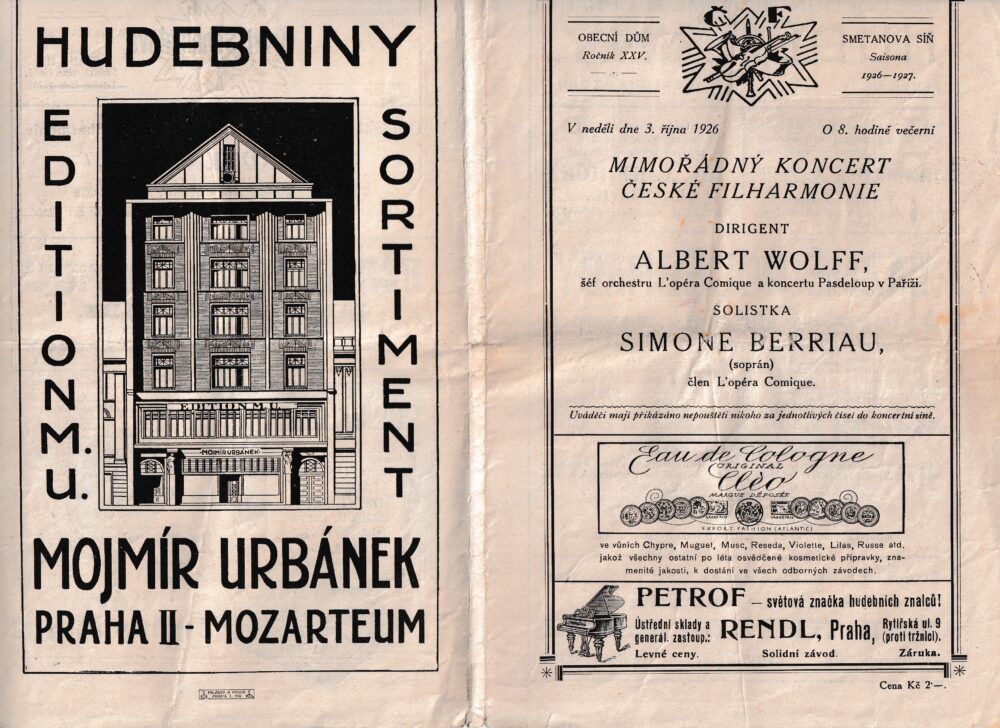 HUDEBNINY
EDITION M. U.
SORTIMENT
EDITION M. U.
MOJMÍR URBÁNEK
MOJMÍR URBÁNEK
PRAHA II - MOZARTEUM
PRAHA I, 190
Č F
OBECNÍ DŮM
Ročník XXV.
SMETANOVA SÍŇ
Saisona
1926—1927.
V neděli dne 3. října 1926
O 8. hodině večerní
MIMOŘÁDNÝ KONCERT
ČESKÉ FILHARMONIE
DIRIGENT
ALBERT WOLFF,
šéf orchestru L'opéra Comique a koncertu Pasdeloup v Paříži.
SOLISTKA
SIMONE BERRIAU,
(soprán)
člen L'opéra Comique.
Uváděči mají přikázáno nepouštěti nikoho za jednotlivých čísel do koncertní síně.
Eau de Cologne
ORIGINAL
Clèo
MARQUE DÉPOSÉE
EXPORT FASHION (ATLANTIC)
ve vůních Chypre, Muguet, Musc, Reseda, Violette, Lilas, Russe atd.
jakož všechny ostatní po léta osvědčené kosmetické přípravky, zna-
menité jakosti, k dostání ve všech odborných závodech.
PETROF — světová značka hudebních znalců!
Ústřední sklady a
generál. zastoup.:
RENDL, Praha,
Rytířská ul. 9
(proti tržnici).
Levné ceny.
Solidní závod.
Záruka.
Cena Kč 2·—.